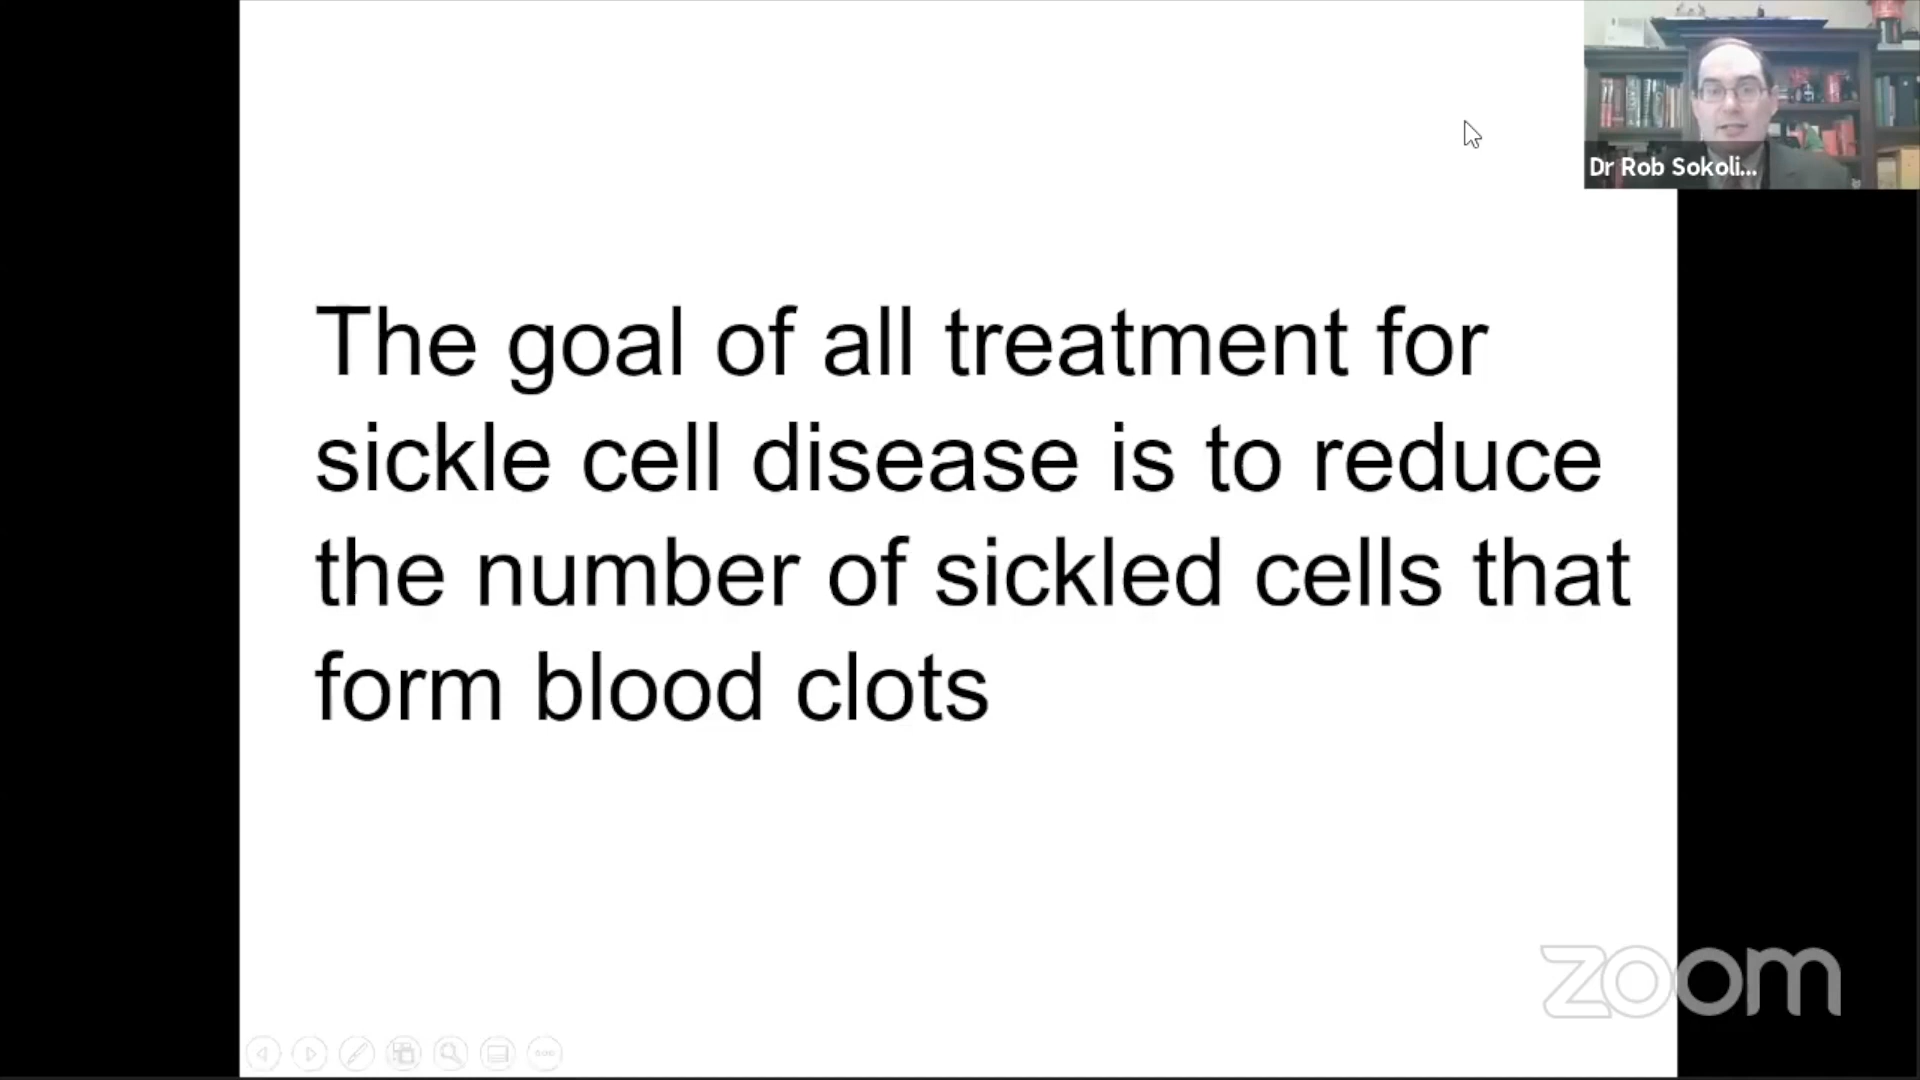 Dr Rob Sokoli...
The goal of all treatment for
sickle cell disease is to reduce
the number of sickled cells that
form blood clots
zoom